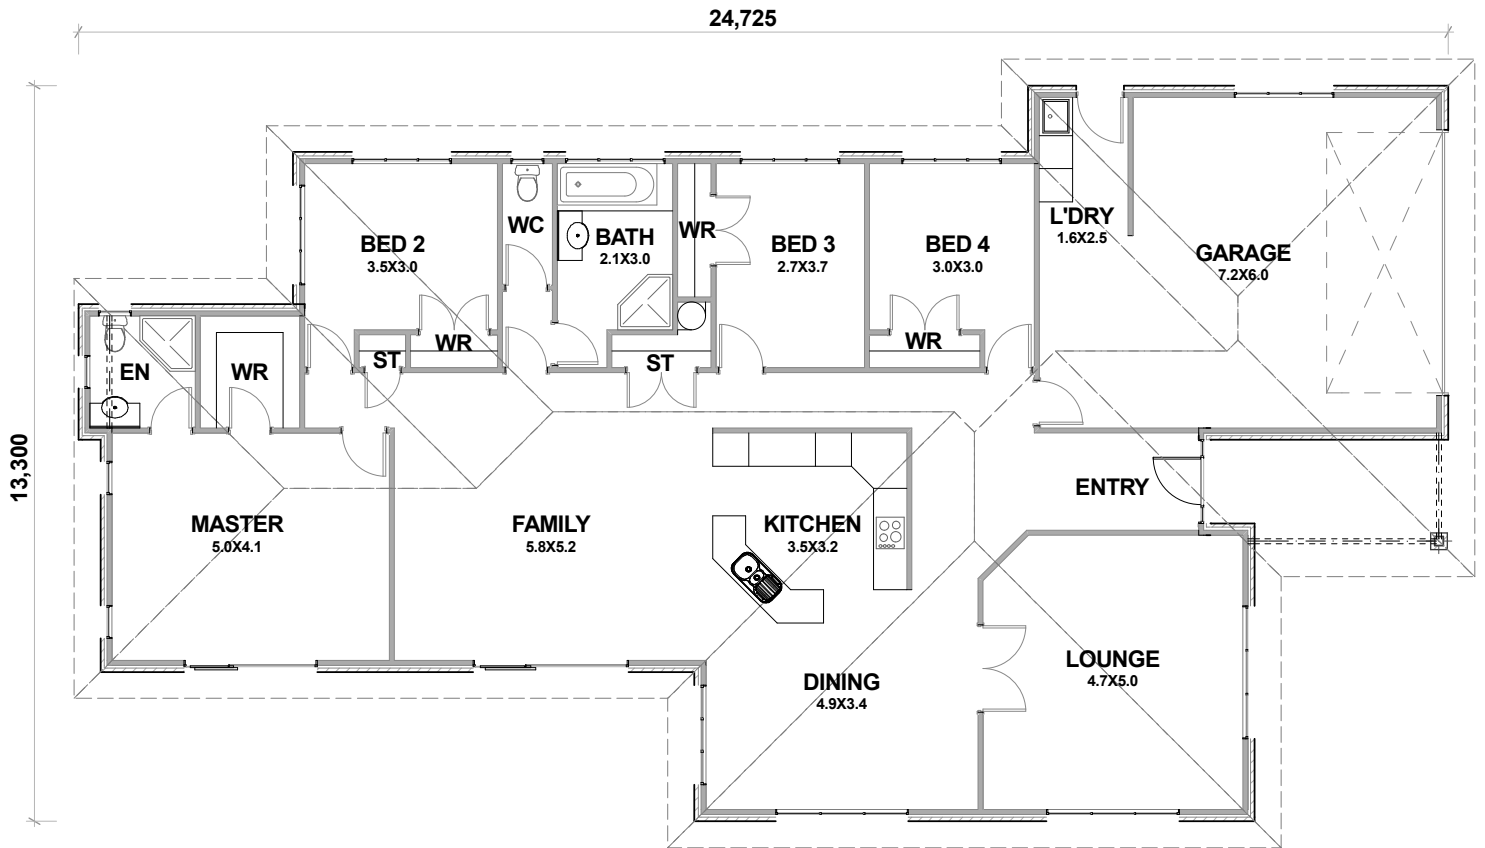 24,725
13,300
BED 2
3.5X3.0
WC
BATH
2.1X3.0
WR
BED 3
2.7X3.7
BED 4
3.0X3.0
L'DRY
1.6X2.5
GARAGE
7.2X6.0
EN
WR
ST
WR
ST
WR
ENTRY
MASTER
5.0X4.1
FAMILY
5.8X5.2
KITCHEN
3.5X3.2
DINING
4.9X3.4
LOUNGE
4.7X5.0